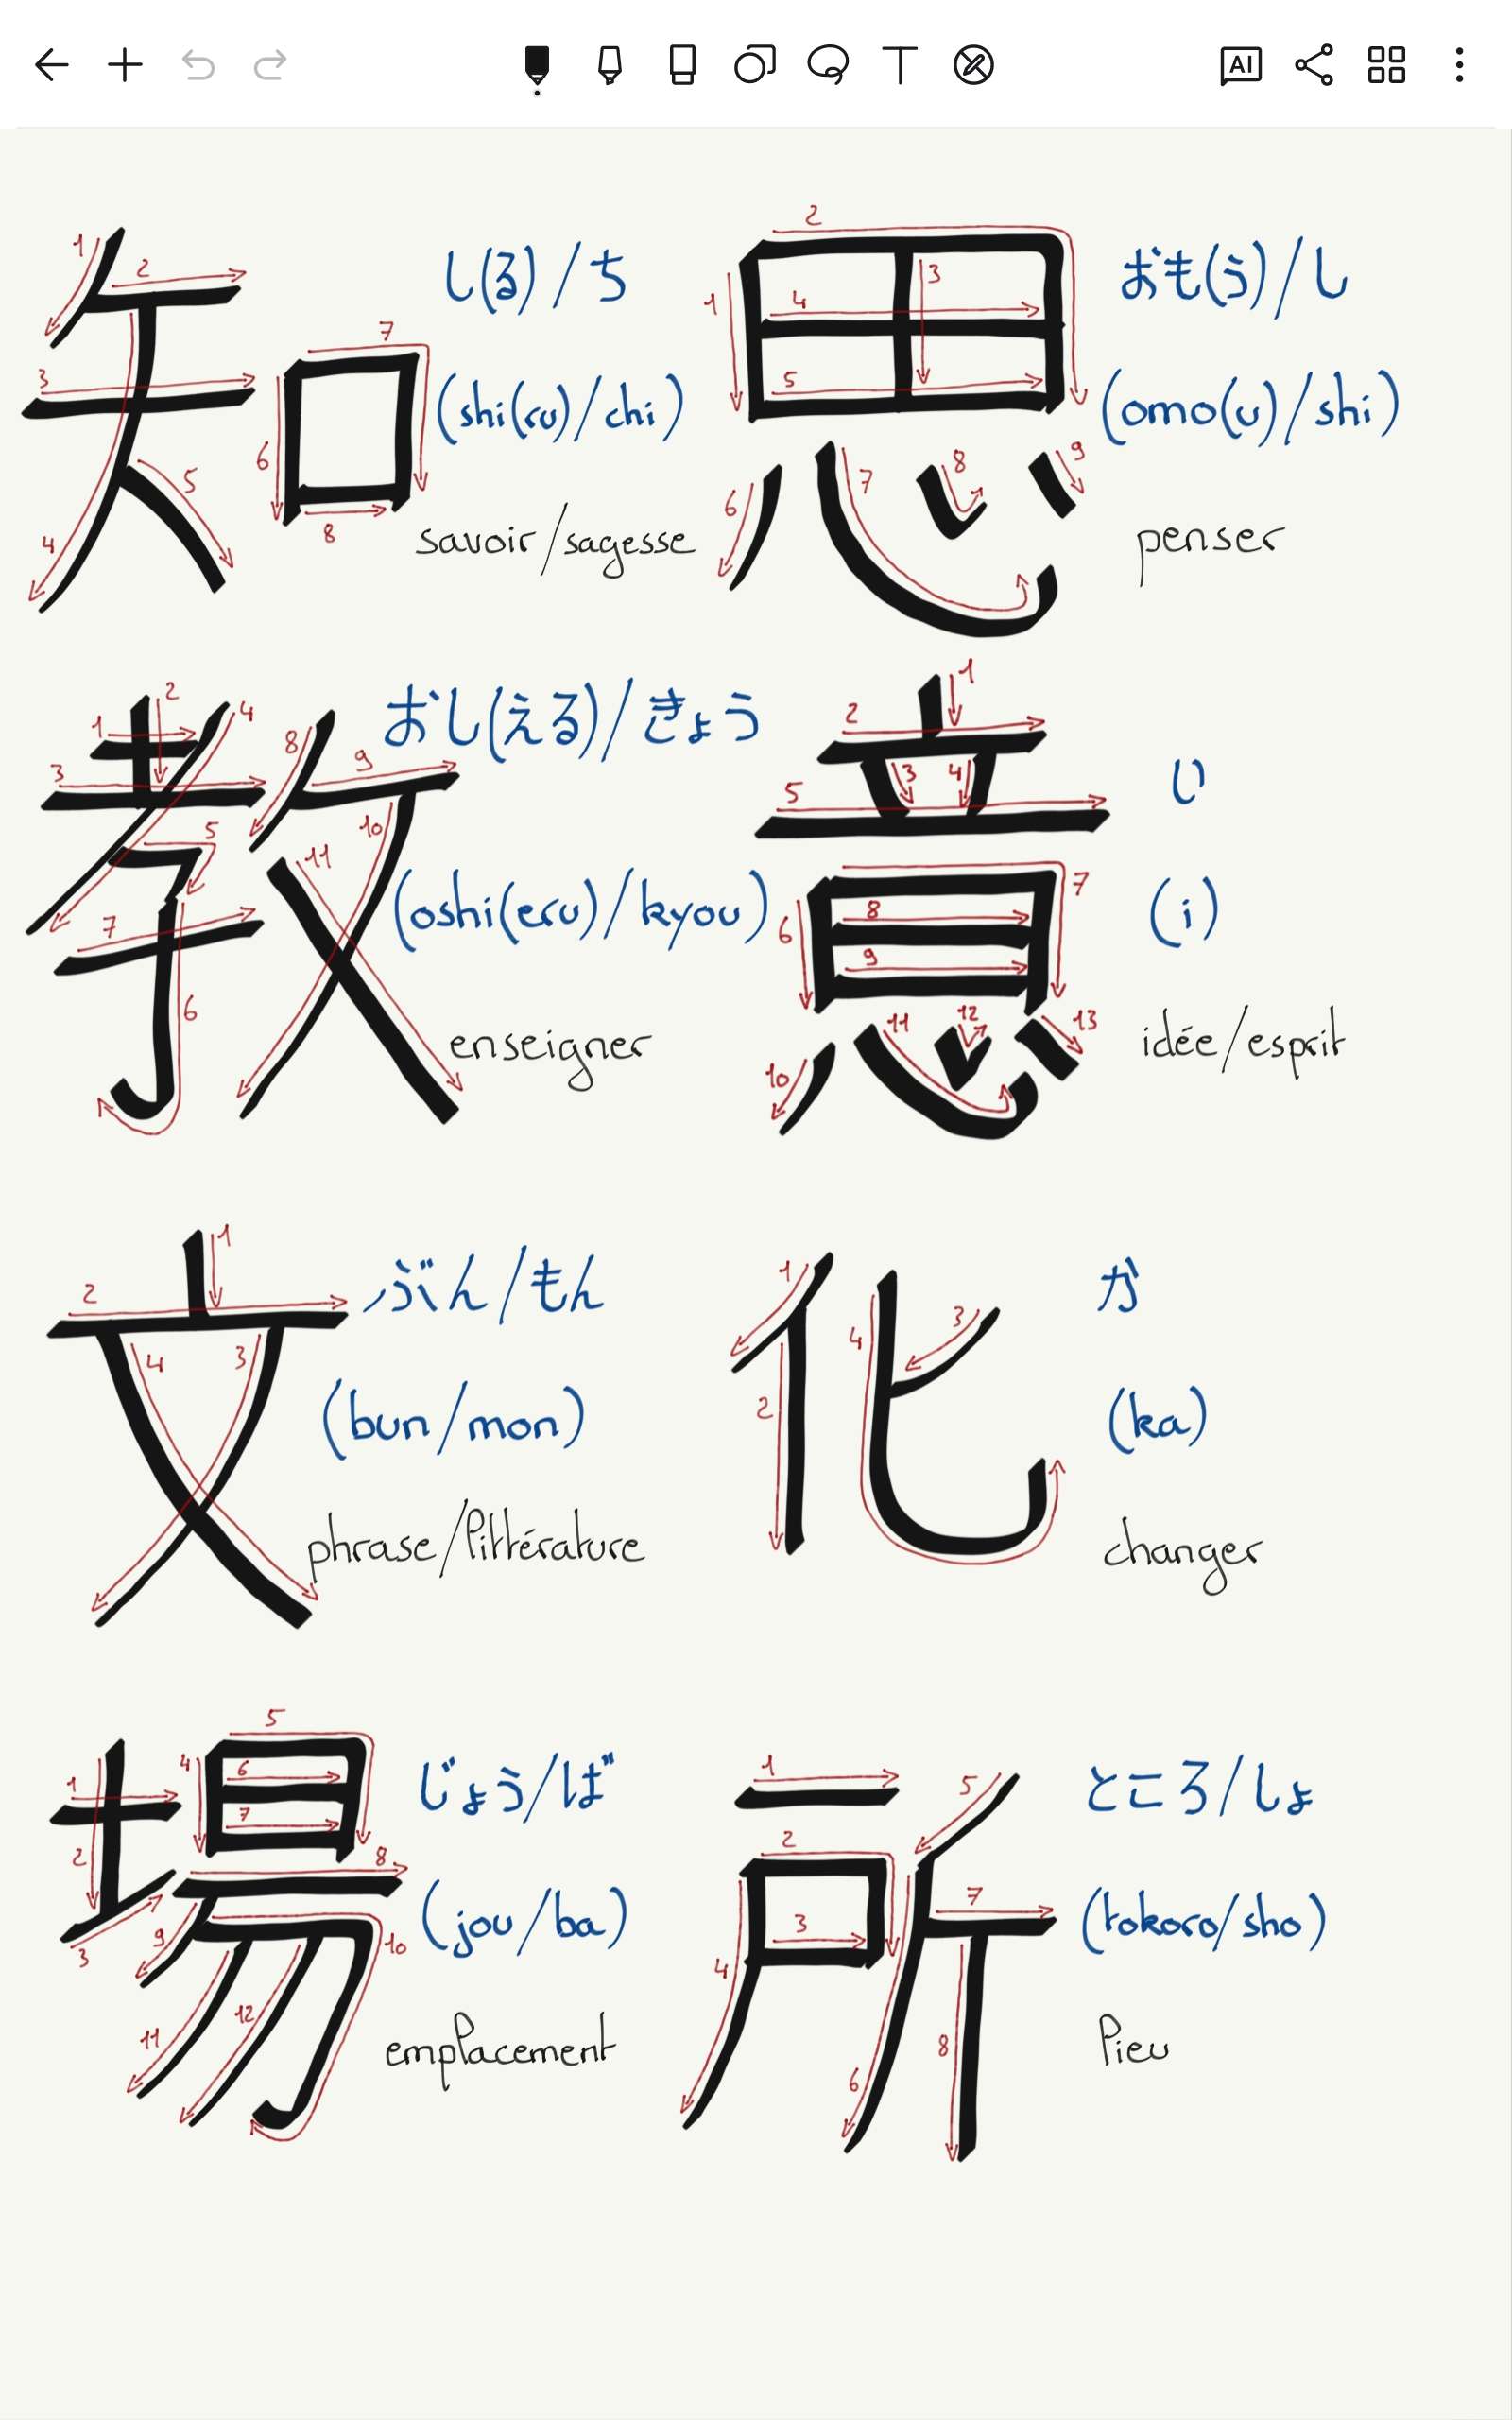 AI
知
し(る)/ち
(shi(ru)/chi)
savoir/sagesse
思
おも(う)/し
(omo(u)/shi)
penser
教
おし(える)/きょう
(oshi(eru)/kyou)
enseigner
意
い
(i)
idée/esprit
文
ぶん/もん
(bun/mon)
phrase/littérature
化
か
(ka)
changer
場
じょう/ば
(jou/ba)
emplacement
所
ところ/しょ
(tokoro/sho)
lieu